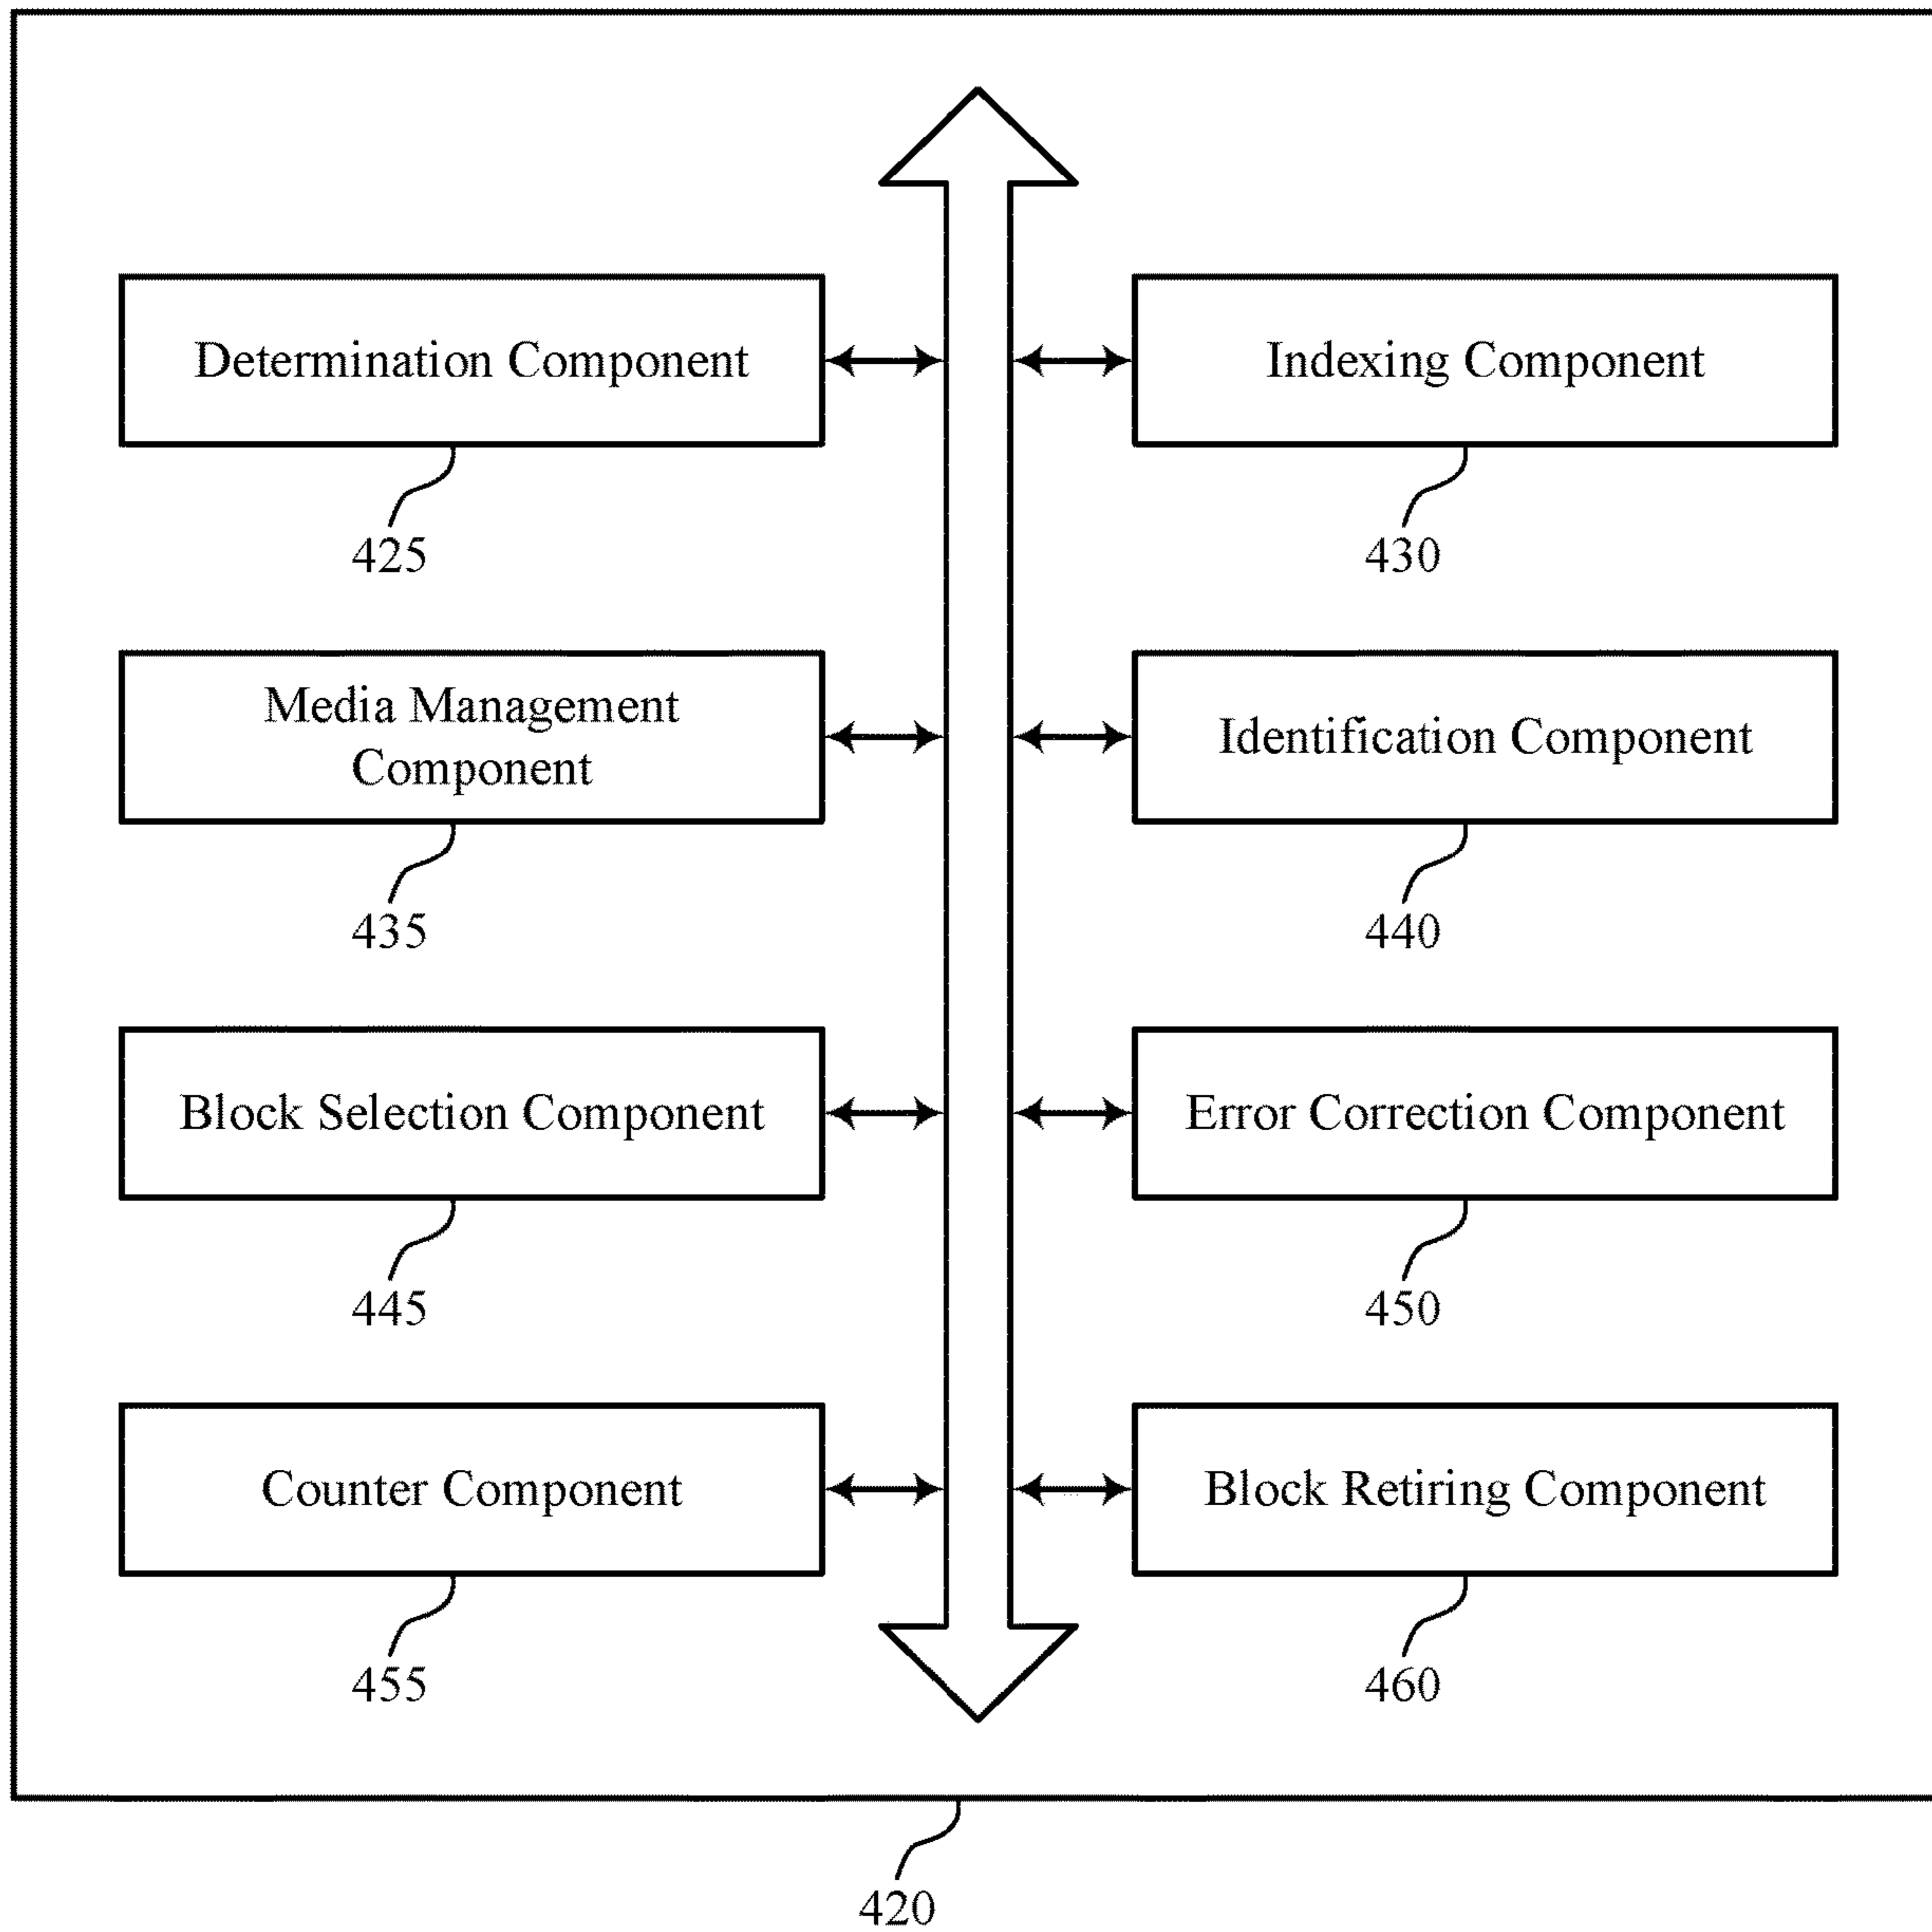 Determination Component
425
Indexing Component
430
Media Management
Component
435
Identification Component
440
Block Selection Component
445
Error Correction Component
450
Counter Component
455
Block Retiring Component
460
420